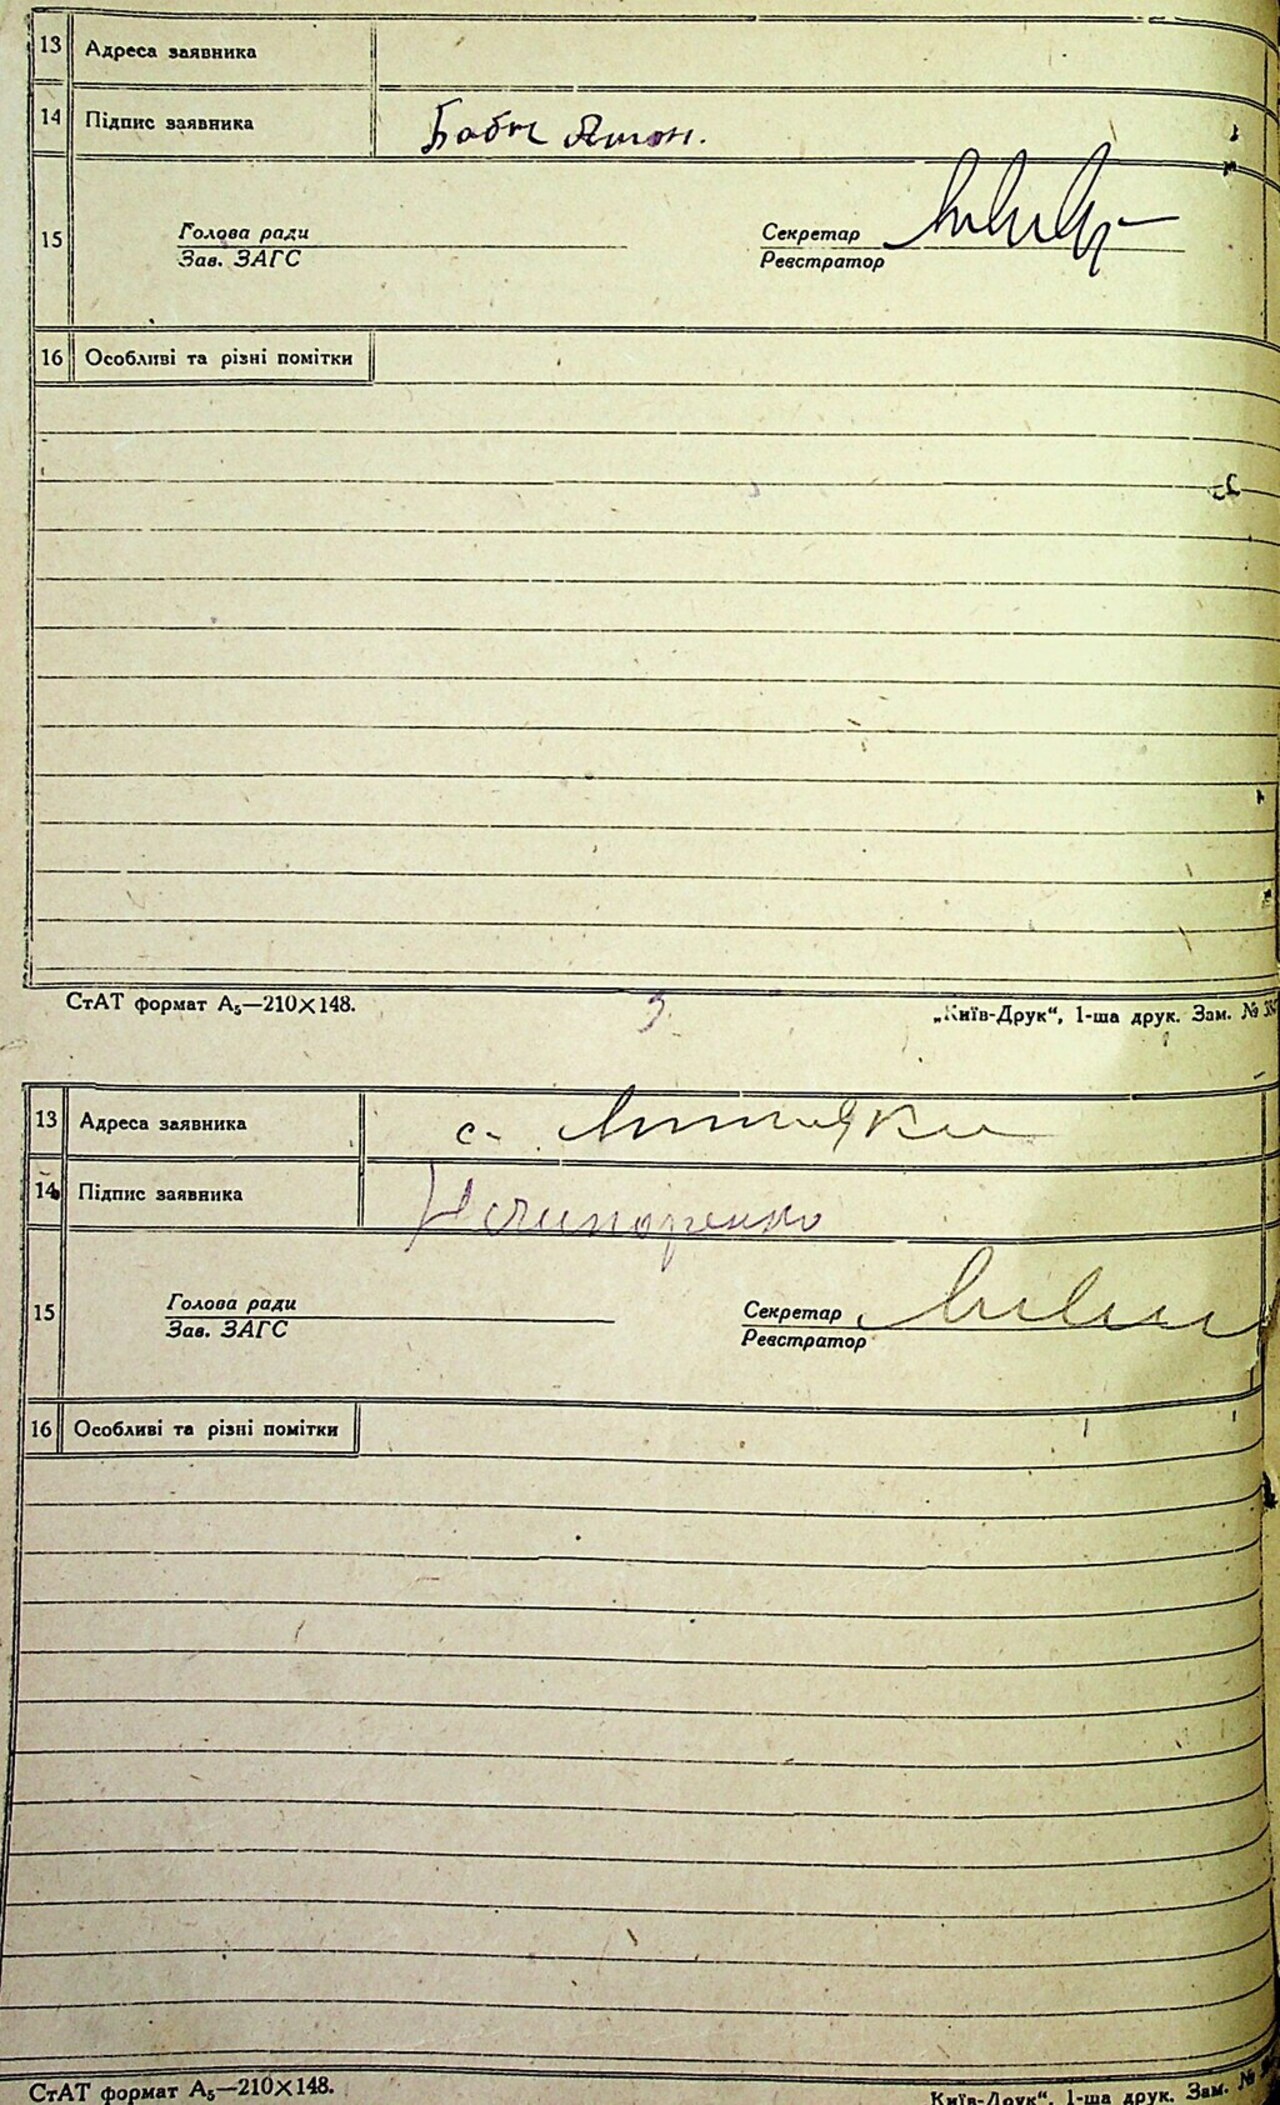 13 Адреса заявника
14 Підпис заявника
15 Голова ради Секретар
Зав. ЗАГС Реєстратор
16 Особливі та різні помітки
СтАТ формат А₅—210×148. „Київ-Друк“, 1-ша друк. Зам. №
13 Адреса заявника с.
14 Підпис заявника Нечипоренко
15 Голова ради Секретар
Зав. ЗАГС Реєстратор
16 Особливі та різні помітки
СтАТ формат А₅—210×148. Київ-Друк“, 1-ша друк. Зам. №